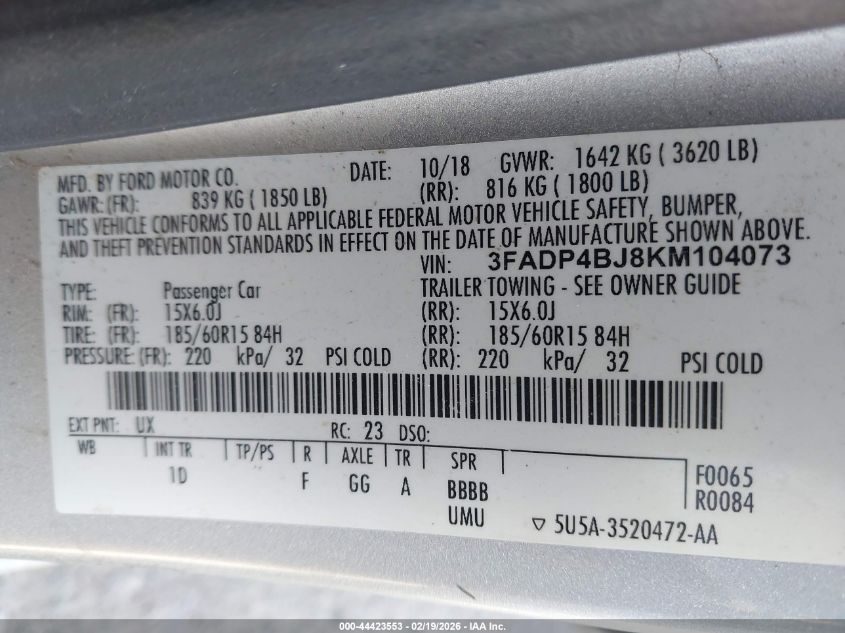 MFD. BY FORD MOTOR CO. DATE: 10/18 GVWR: 1642 KG ( 3620 LB)
GAWR: (FR): 839 KG ( 1850 LB) (RR): 816 KG ( 1800 LB)
THIS VEHICLE CONFORMS TO ALL APPLICABLE FEDERAL MOTOR VEHICLE SAFETY, BUMPER,
AND THEFT PREVENTION STANDARDS IN EFFECT ON THE DATE OF MANUFACTURE SHOWN ABOVE.
VIN: 3FADP4BJ8KM104073
TYPE: Passenger Car TRAILER TOWING - SEE OWNER GUIDE
RIM: (FR): 15X6.0J (RR): 15X6.0J
TIRE: (FR): 185/60R15 84H (RR): 185/60R15 84H
PRESSURE: (FR): 220 kPa/ 32 PSI COLD (RR): 220 kPa/ 32 PSI COLD
EXT PNT: UX RC: 23 DSO:
WB INT TR TP/PS R AXLE TR SPR
1D F GG A BBBB
UMU
F0065
R0084
▽ 5U5A-3520472-AA
000-44423553 - 02/19/2026 - IAA Inc.